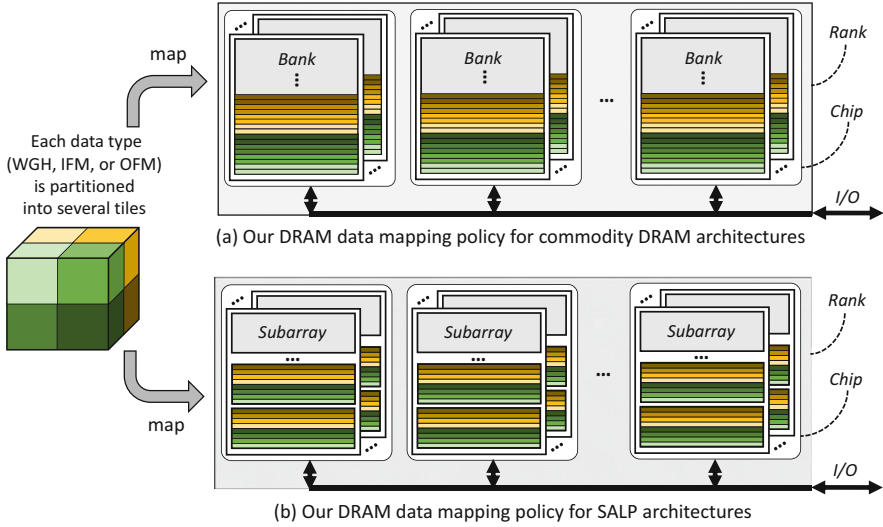 map
Each data type
(WGH, IFM, or OFM)
is partitioned
into several tiles
map
Bank
Bank
Bank
...
Rank
Chip
I/O
(a) Our DRAM data mapping policy for commodity DRAM architectures
Subarray
Subarray
Subarray
...
Rank
Chip
I/O
(b) Our DRAM data mapping policy for SALP architectures